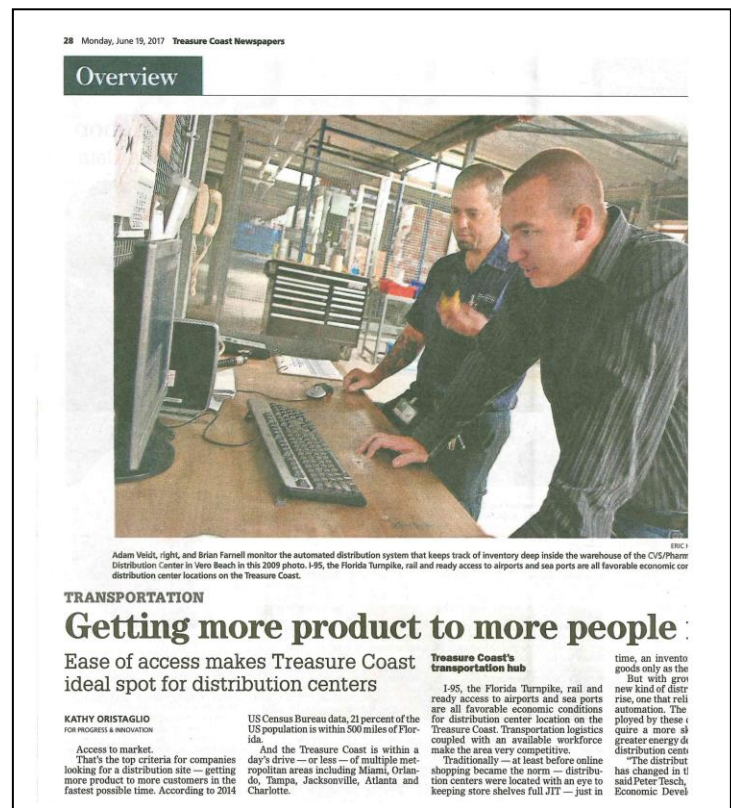 28 Monday, June 19, 2017 Treasure Coast Newspapers
Overview
ERIC
Adam Veidt, right, and Brian Farnell monitor the automated distribution system that keeps track of inventory deep inside the warehouse of the CVS/Pharm
Distribution Center in Vero Beach in this 2009 photo. I-95, the Florida Turnpike, rail and ready access to airports and sea ports are all favorable economic cor
distribution center locations on the Treasure Coast.
TRANSPORTATION
Getting more product to more people
Ease of access makes Treasure Coast
ideal spot for distribution centers
KATHY ORISTAGLIO
FOR PROGRESS & INNOVATION
Access to market.
That's the top criteria for companies
looking for a distribution site — getting
more product to more customers in the
fastest possible time. According to 2014
US Census Bureau data, 21 percent of the
US population is within 500 miles of Flor-
ida.
And the Treasure Coast is within a
day's drive — or less — of multiple met-
ropolitan areas including Miami, Orlan-
do, Tampa, Jacksonville, Atlanta and
Charlotte.
Treasure Coast's
transportation hub
I-95, the Florida Turnpike, rail and
ready access to airports and sea ports
are all favorable economic conditions
for distribution center location on the
Treasure Coast. Transportation logistics
coupled with an available workforce
make the area very competitive.
Traditionally — at least before online
shopping became the norm — distribu-
tion centers were located with an eye to
keeping store shelves full JIT — just in
time, an invento
goods only as the
But with grov
new kind of distr
rise, one that reli
automation. The
ployed by these
quire a more sk
greater energy de
distribution cente
"The distribut
has changed in t
said Peter Tesch,
Economic Devel